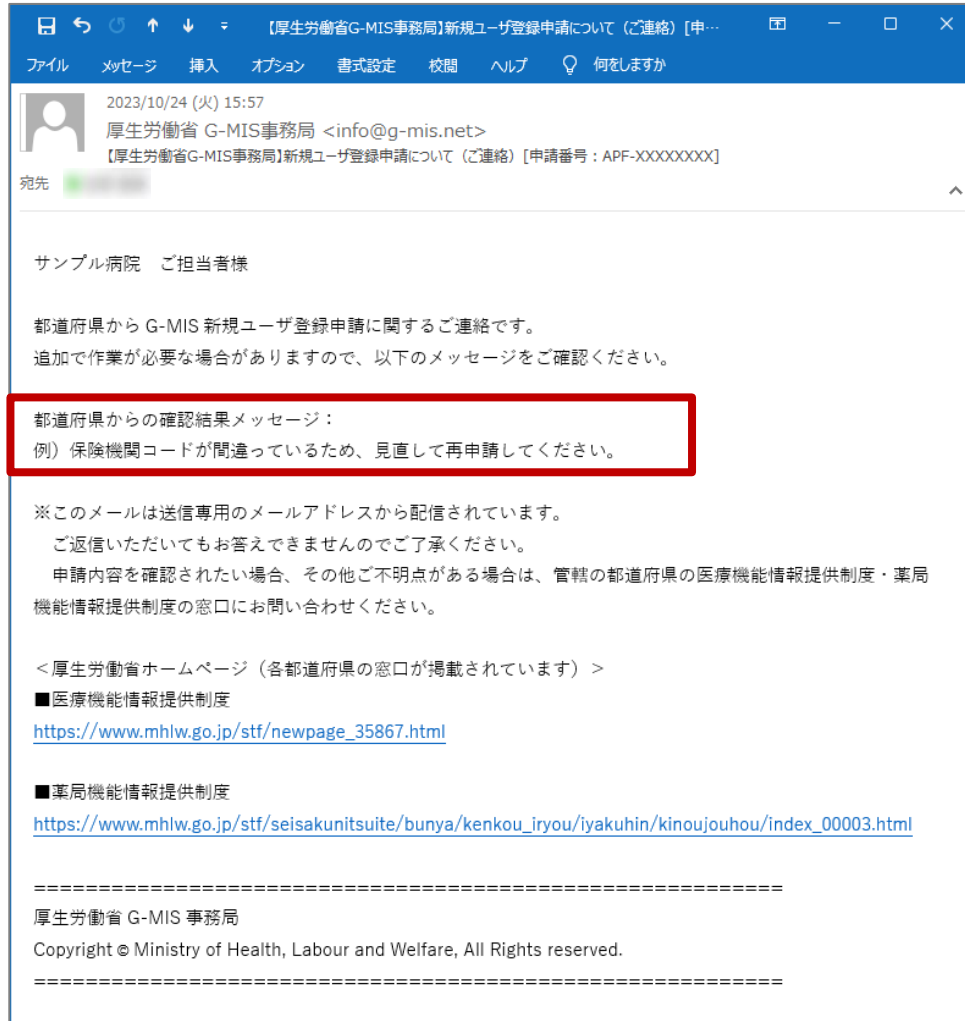 【厚生労働省G-MIS事務局】新規ユーザ登録申請について（ご連絡）[申…
ファイル メッセージ 挿入 オプション 書式設定 校閲 ヘルプ 何をしますか
2023/10/24 (火) 15:57
厚生労働省 G-MIS事務局 <info@g-mis.net>
【厚生労働省G-MIS事務局】新規ユーザ登録申請について（ご連絡）[申請番号：APF-XXXXXXXX]
宛先
サンプル病院　ご担当者様
都道府県から G-MIS 新規ユーザ登録申請に関するご連絡です。
追加で作業が必要な場合がありますので、以下のメッセージをご確認ください。
都道府県からの確認結果メッセージ：
例）保険機関コードが間違っているため、見直して再申請してください。
※このメールは送信専用のメールアドレスから配信されています。
ご返信いただいてもお答えできませんのでご了承ください。
申請内容を確認されたい場合、その他ご不明点がある場合は、管轄の都道府県の医療機能情報提供制度・薬局
機能情報提供制度の窓口にお問い合わせください。
＜厚生労働省ホームページ（各都道府県の窓口が掲載されています）＞
■医療機能情報提供制度
https://www.mhlw.go.jp/stf/newpage_35867.html
■薬局機能情報提供制度
https://www.mhlw.go.jp/stf/seisakunitsuite/bunya/kenkou_iryou/iyakuhin/kinoujouhou/index_00003.html
==========================================================
厚生労働省 G-MIS 事務局
Copyright © Ministry of Health, Labour and Welfare, All Rights reserved.
==========================================================